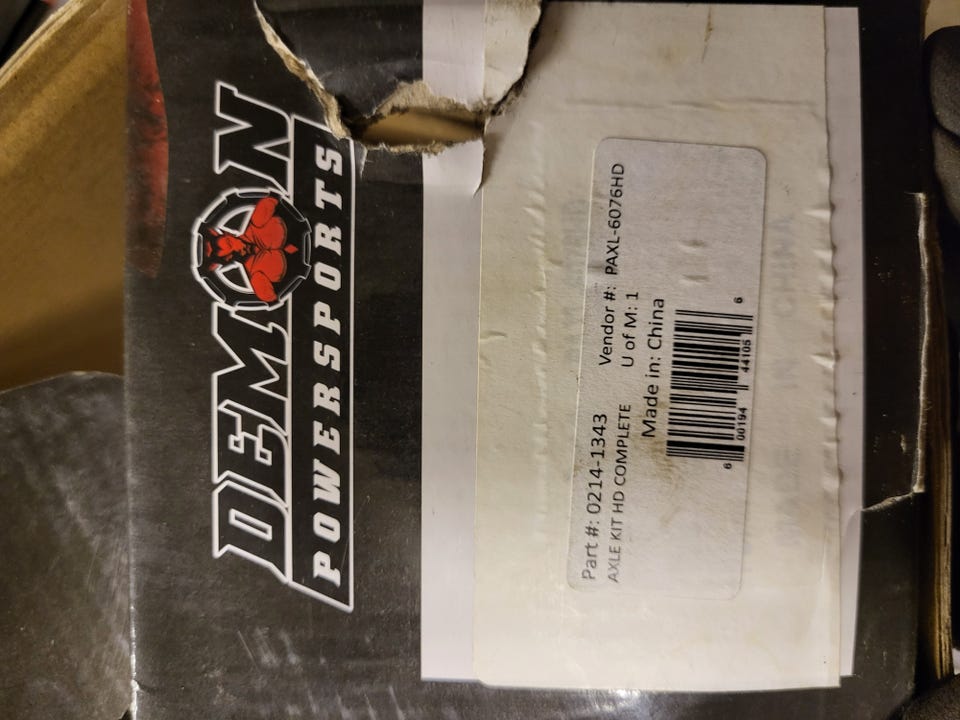 DEMON
POWERSPORTS
Part #: 0214-1343
Vendor #: PAXL-6076HD
AXLE KIT HD COMPLETE
U of M: 1
Made in: China
6 00194 44105 6